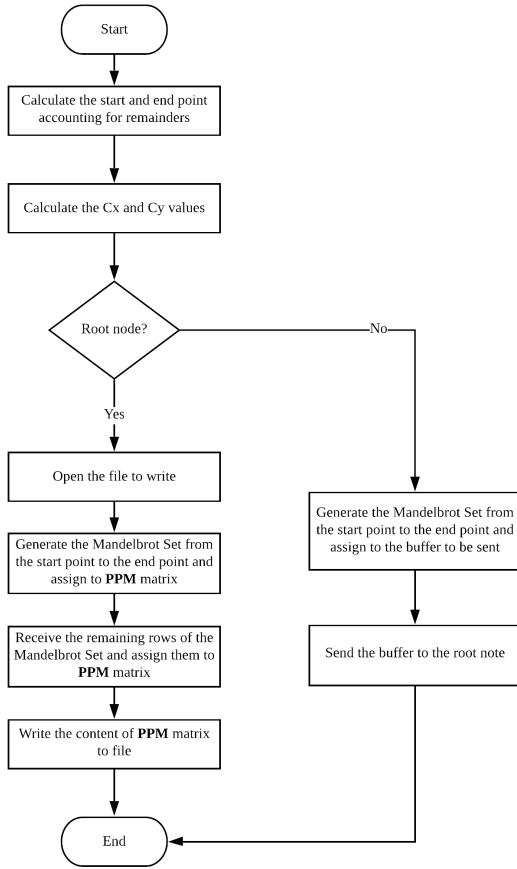 Start
Calculate the start and end point
accounting for remainders
Calculate the Cx and Cy values
Root node?
No
Yes
Open the file to write
Generate the Mandelbrot Set from
the start point to the end point and
assign to PPM matrix
Receive the remaining rows of the
Mandelbrot Set and assign them to
PPM matrix
Write the content of PPM matrix
to file
Generate the Mandelbrot Set from
the start point to the end point and
assign to the buffer to be sent
Send the buffer to the root note
End